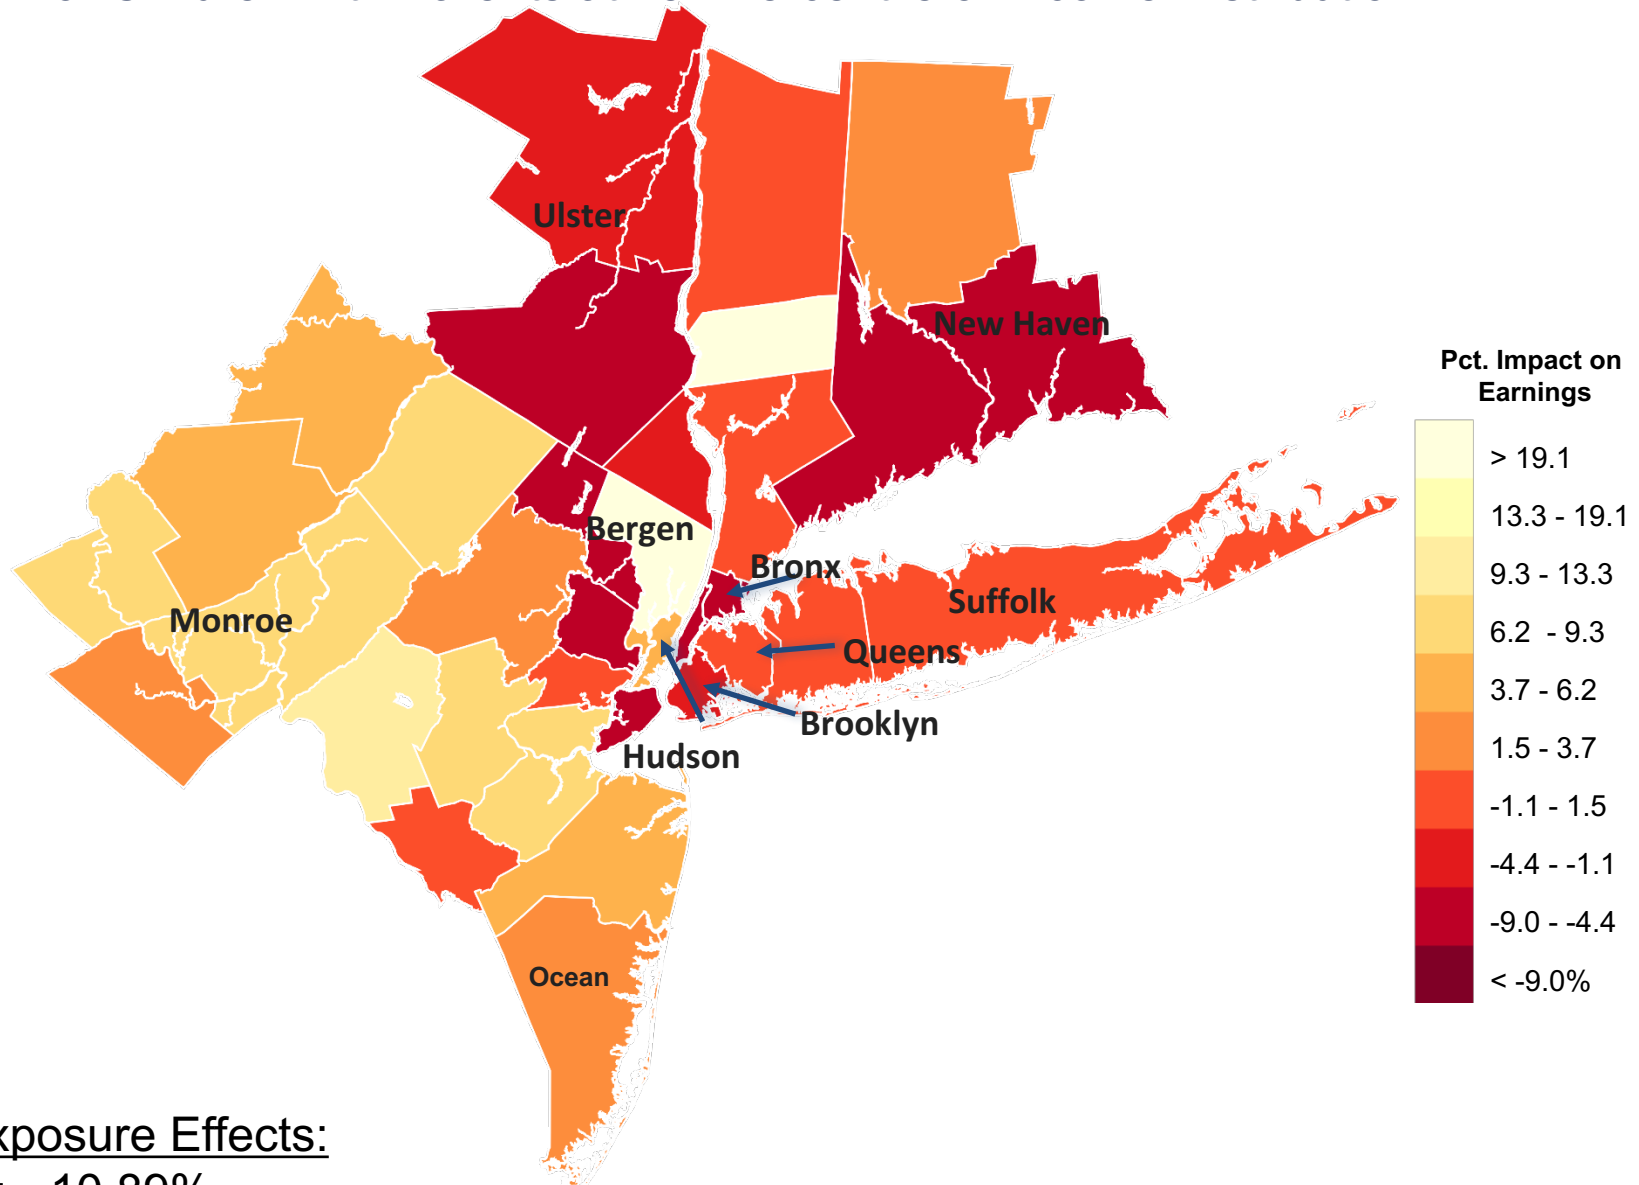 Ulster
New Haven
Pct. Impact on
Earnings
> 19.1
13.3 - 19.1
9.3 - 13.3
6.2 - 9.3
3.7 - 6.2
1.5 - 3.7
-1.1 - 1.5
-4.4 - -1.1
-9.0 - -4.4
< -9.0%
Bergen
Bronx
Suffolk
Monroe
Queens
Brooklyn
Hudson
Ocean
xposure Effects:
10.89%